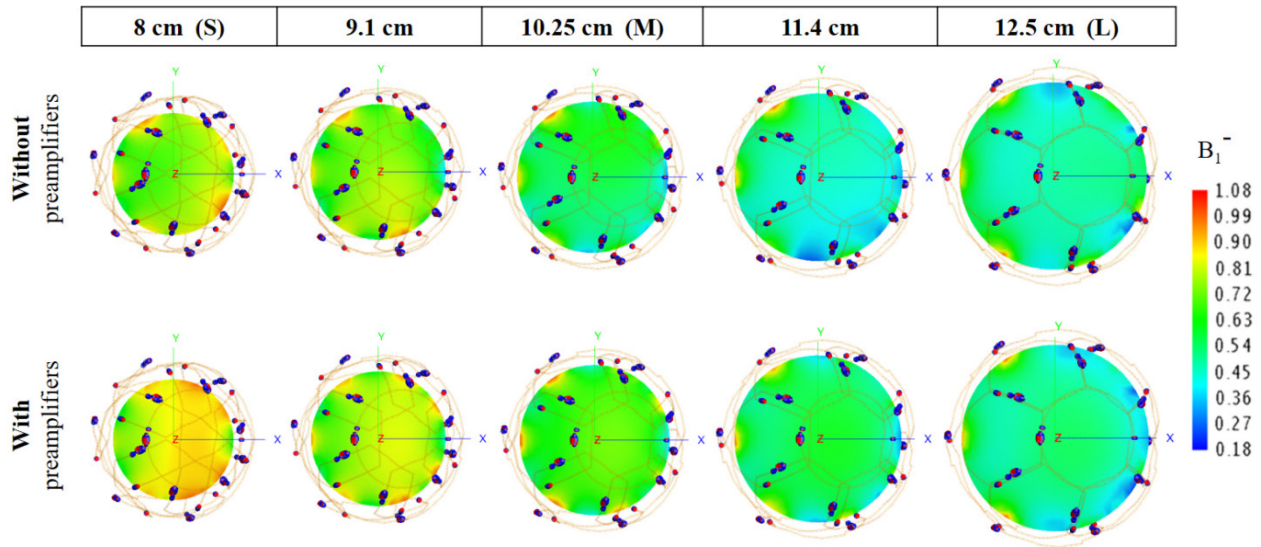 8 cm (S) 9.1 cm 10.25 cm (M) 11.4 cm 12.5 cm (L)
Without
preamplifiers
Y Y Y Y Y
Z X Z X Z X Z X Z X
With
preamplifiers
Y Y Y Y Y
Z X Z X Z X Z X Z X
B₁⁻
1.08
0.99
0.90
0.81
0.72
0.63
0.54
0.45
0.36
0.27
0.18